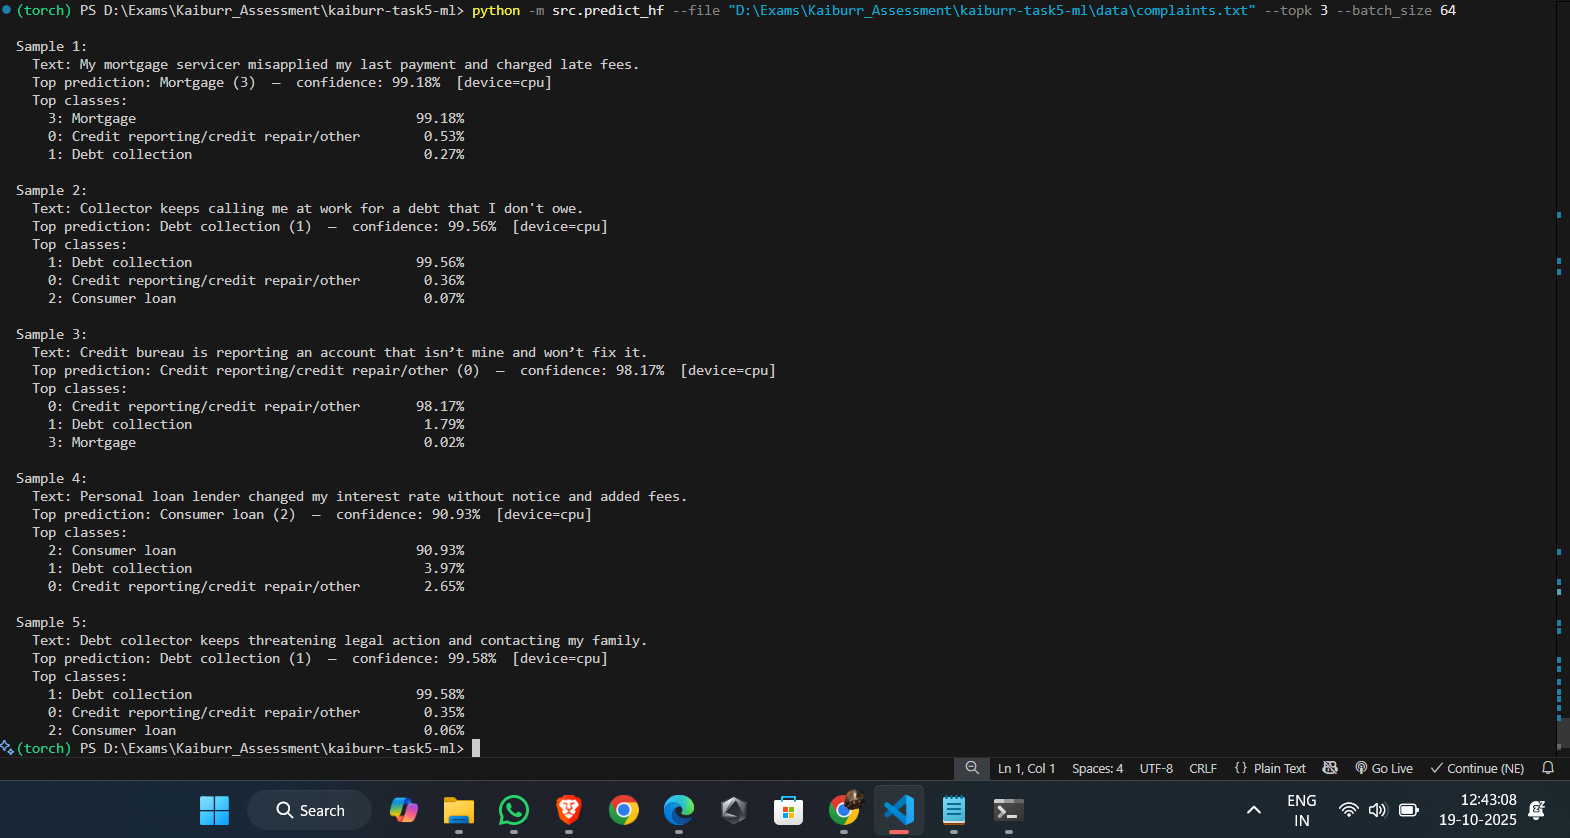 (torch) PS D:\Exams\Kaiburr_Assessment\kaiburr-task5-ml> python -m src.predict_hf --file "D:\Exams\Kaiburr_Assessment\kaiburr-task5-ml\data\complaints.txt" --topk 3 --batch_size 64
Sample 1:
Text: My mortgage servicer misapplied my last payment and charged late fees.
Top prediction: Mortgage (3) — confidence: 99.18% [device=cpu]
Top classes:
3: Mortgage 99.18%
0: Credit reporting/credit repair/other 0.53%
1: Debt collection 0.27%
Sample 2:
Text: Collector keeps calling me at work for a debt that I don't owe.
Top prediction: Debt collection (1) — confidence: 99.56% [device=cpu]
Top classes:
1: Debt collection 99.56%
0: Credit reporting/credit repair/other 0.36%
2: Consumer loan 0.07%
Sample 3:
Text: Credit bureau is reporting an account that isn’t mine and won’t fix it.
Top prediction: Credit reporting/credit repair/other (0) — confidence: 98.17% [device=cpu]
Top classes:
0: Credit reporting/credit repair/other 98.17%
1: Debt collection 1.79%
3: Mortgage 0.02%
Sample 4:
Text: Personal loan lender changed my interest rate without notice and added fees.
Top prediction: Consumer loan (2) — confidence: 90.93% [device=cpu]
Top classes:
2: Consumer loan 90.93%
1: Debt collection 3.97%
0: Credit reporting/credit repair/other 2.65%
Sample 5:
Text: Debt collector keeps threatening legal action and contacting my family.
Top prediction: Debt collection (1) — confidence: 99.58% [device=cpu]
Top classes:
1: Debt collection 99.58%
0: Credit reporting/credit repair/other 0.35%
2: Consumer loan 0.06%
(torch) PS D:\Exams\Kaiburr_Assessment\kaiburr-task5-ml>
Ln 1, Col 1 Spaces: 4 UTF-8 CRLF {} Plain Text Go Live Continue (NE)
Search
ENG
IN
12:43:08
19-10-2025